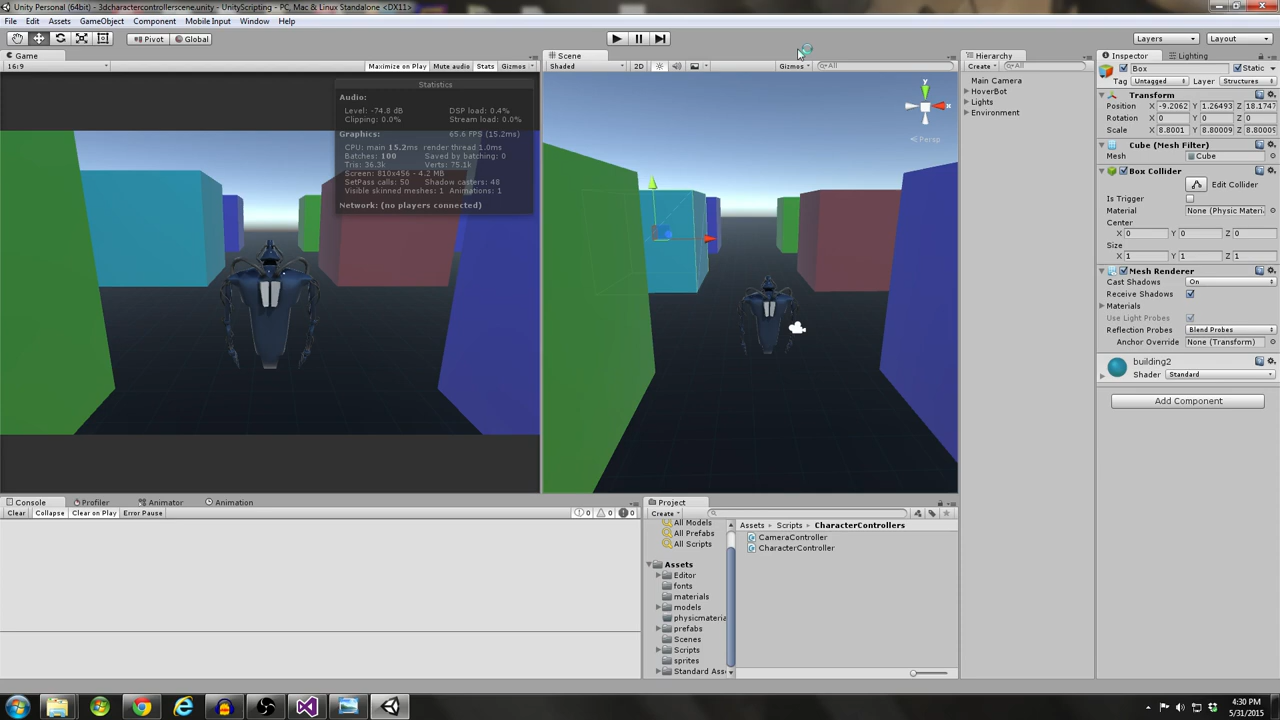 Unity Personal (64bit) - 3dcharactercontrollerscene.unity - UnityScripting - PC, Mac & Linux Standalone <DX11>
File Edit Assets GameObject Component Mobile Input Window Help
Pivot Global Layers Layout
Game
16:9 Maximize on Play Mute audio Stats Gizmos
Statistics
Audio:
Level: -74.8 dB DSP load: 0.4%
Clipping: 0.0% Stream load: 0.0%
Graphics: 65.6 FPS (15.2ms)
CPU: main 15.2ms render thread 1.0ms
Batches: 100 Saved by batching: 0
Tris: 36.3k Verts: 75.1k
Screen: 810x456 - 4.2 MB
SetPass calls: 50 Shadow casters: 48
Visible skinned meshes: 1 Animations: 1
Network: (no players connected)
Scene
Shaded 2D Gizmos All
y
x
Persp
Hierarchy
Create All
Main Camera
HoverBot
Lights
Environment
Inspector Lighting
Box Static
Tag Untagged Layer Structures
Transform
Position X -9.2062 Y 1.26493 Z 18.1747
Rotation X 0 Y 0 Z 0
Scale X 8.8001 Y 8.80009 Z 8.80009
Cube (Mesh Filter)
Mesh Cube
Box Collider
Edit Collider
Is Trigger
Material None (Physic Materi
Center
X 0 Y 0 Z 0
Size
X 1 Y 1 Z 1
Mesh Renderer
Cast Shadows On
Receive Shadows
Materials
Use Light Probes
Reflection Probes Blend Probes
Anchor Override None (Transform)
building2
Shader Standard
Add Component
Console Profiler Animator Animation
Clear Collapse Clear on Play Error Pause 0 0 0
Project
Create
All Models
All Prefabs
All Scripts
Assets
Editor
fonts
materials
models
physicmateria
prefabs
Scenes
Scripts
sprites
Standard Ass
Assets Scripts CharacterControllers
CameraController
CharacterController
4:30 PM
5/31/2015